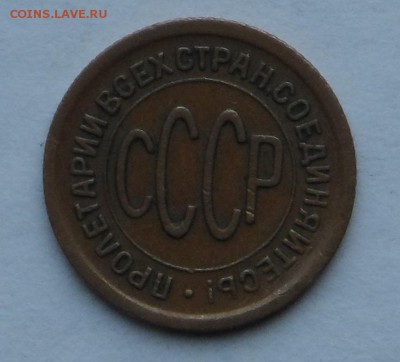 COINS.LAVE.RU
ПРОЛЕТАРИИ ВСЕХ СТРАН, СОЕДИНЯЙТЕСЬ!
СССР